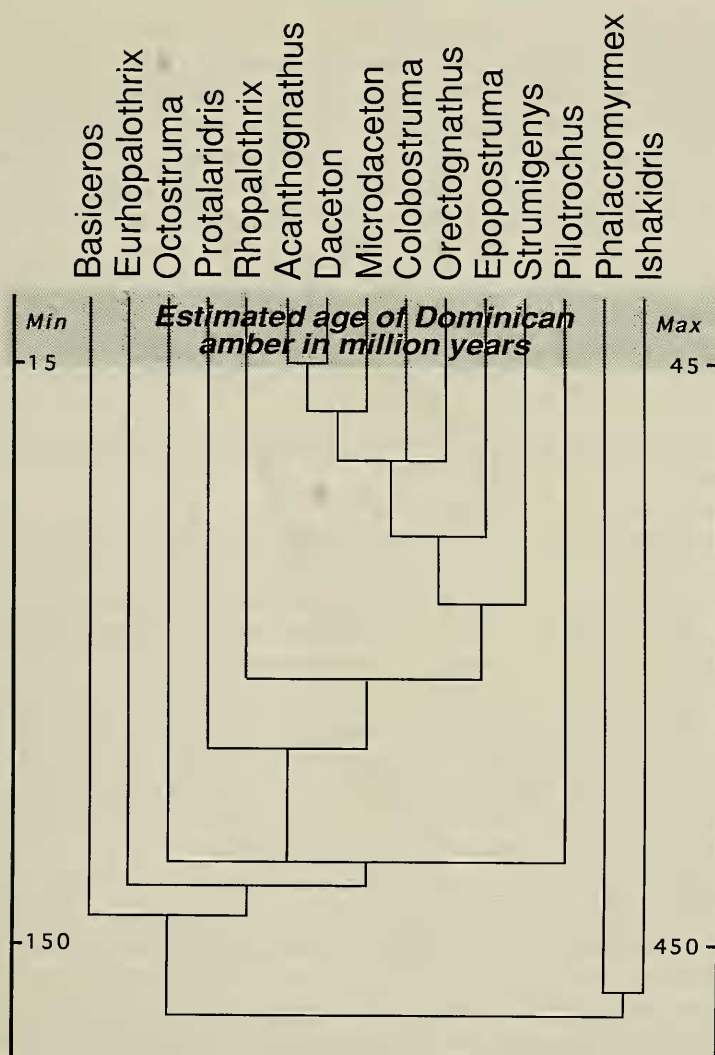 Basiceros
Eurhopalothrix
Octostruma
Protalaridris
Rhopalothrix
Acanthognathus
Daceton
Microdaceton
Colobostruma
Orectognathus
Epopostruma
Strumigenys
Pilotrochus
Phalacromyrmex
Ishakidris
Min
Estimated age of Dominican
amber in million years
Max
15
45
150
450